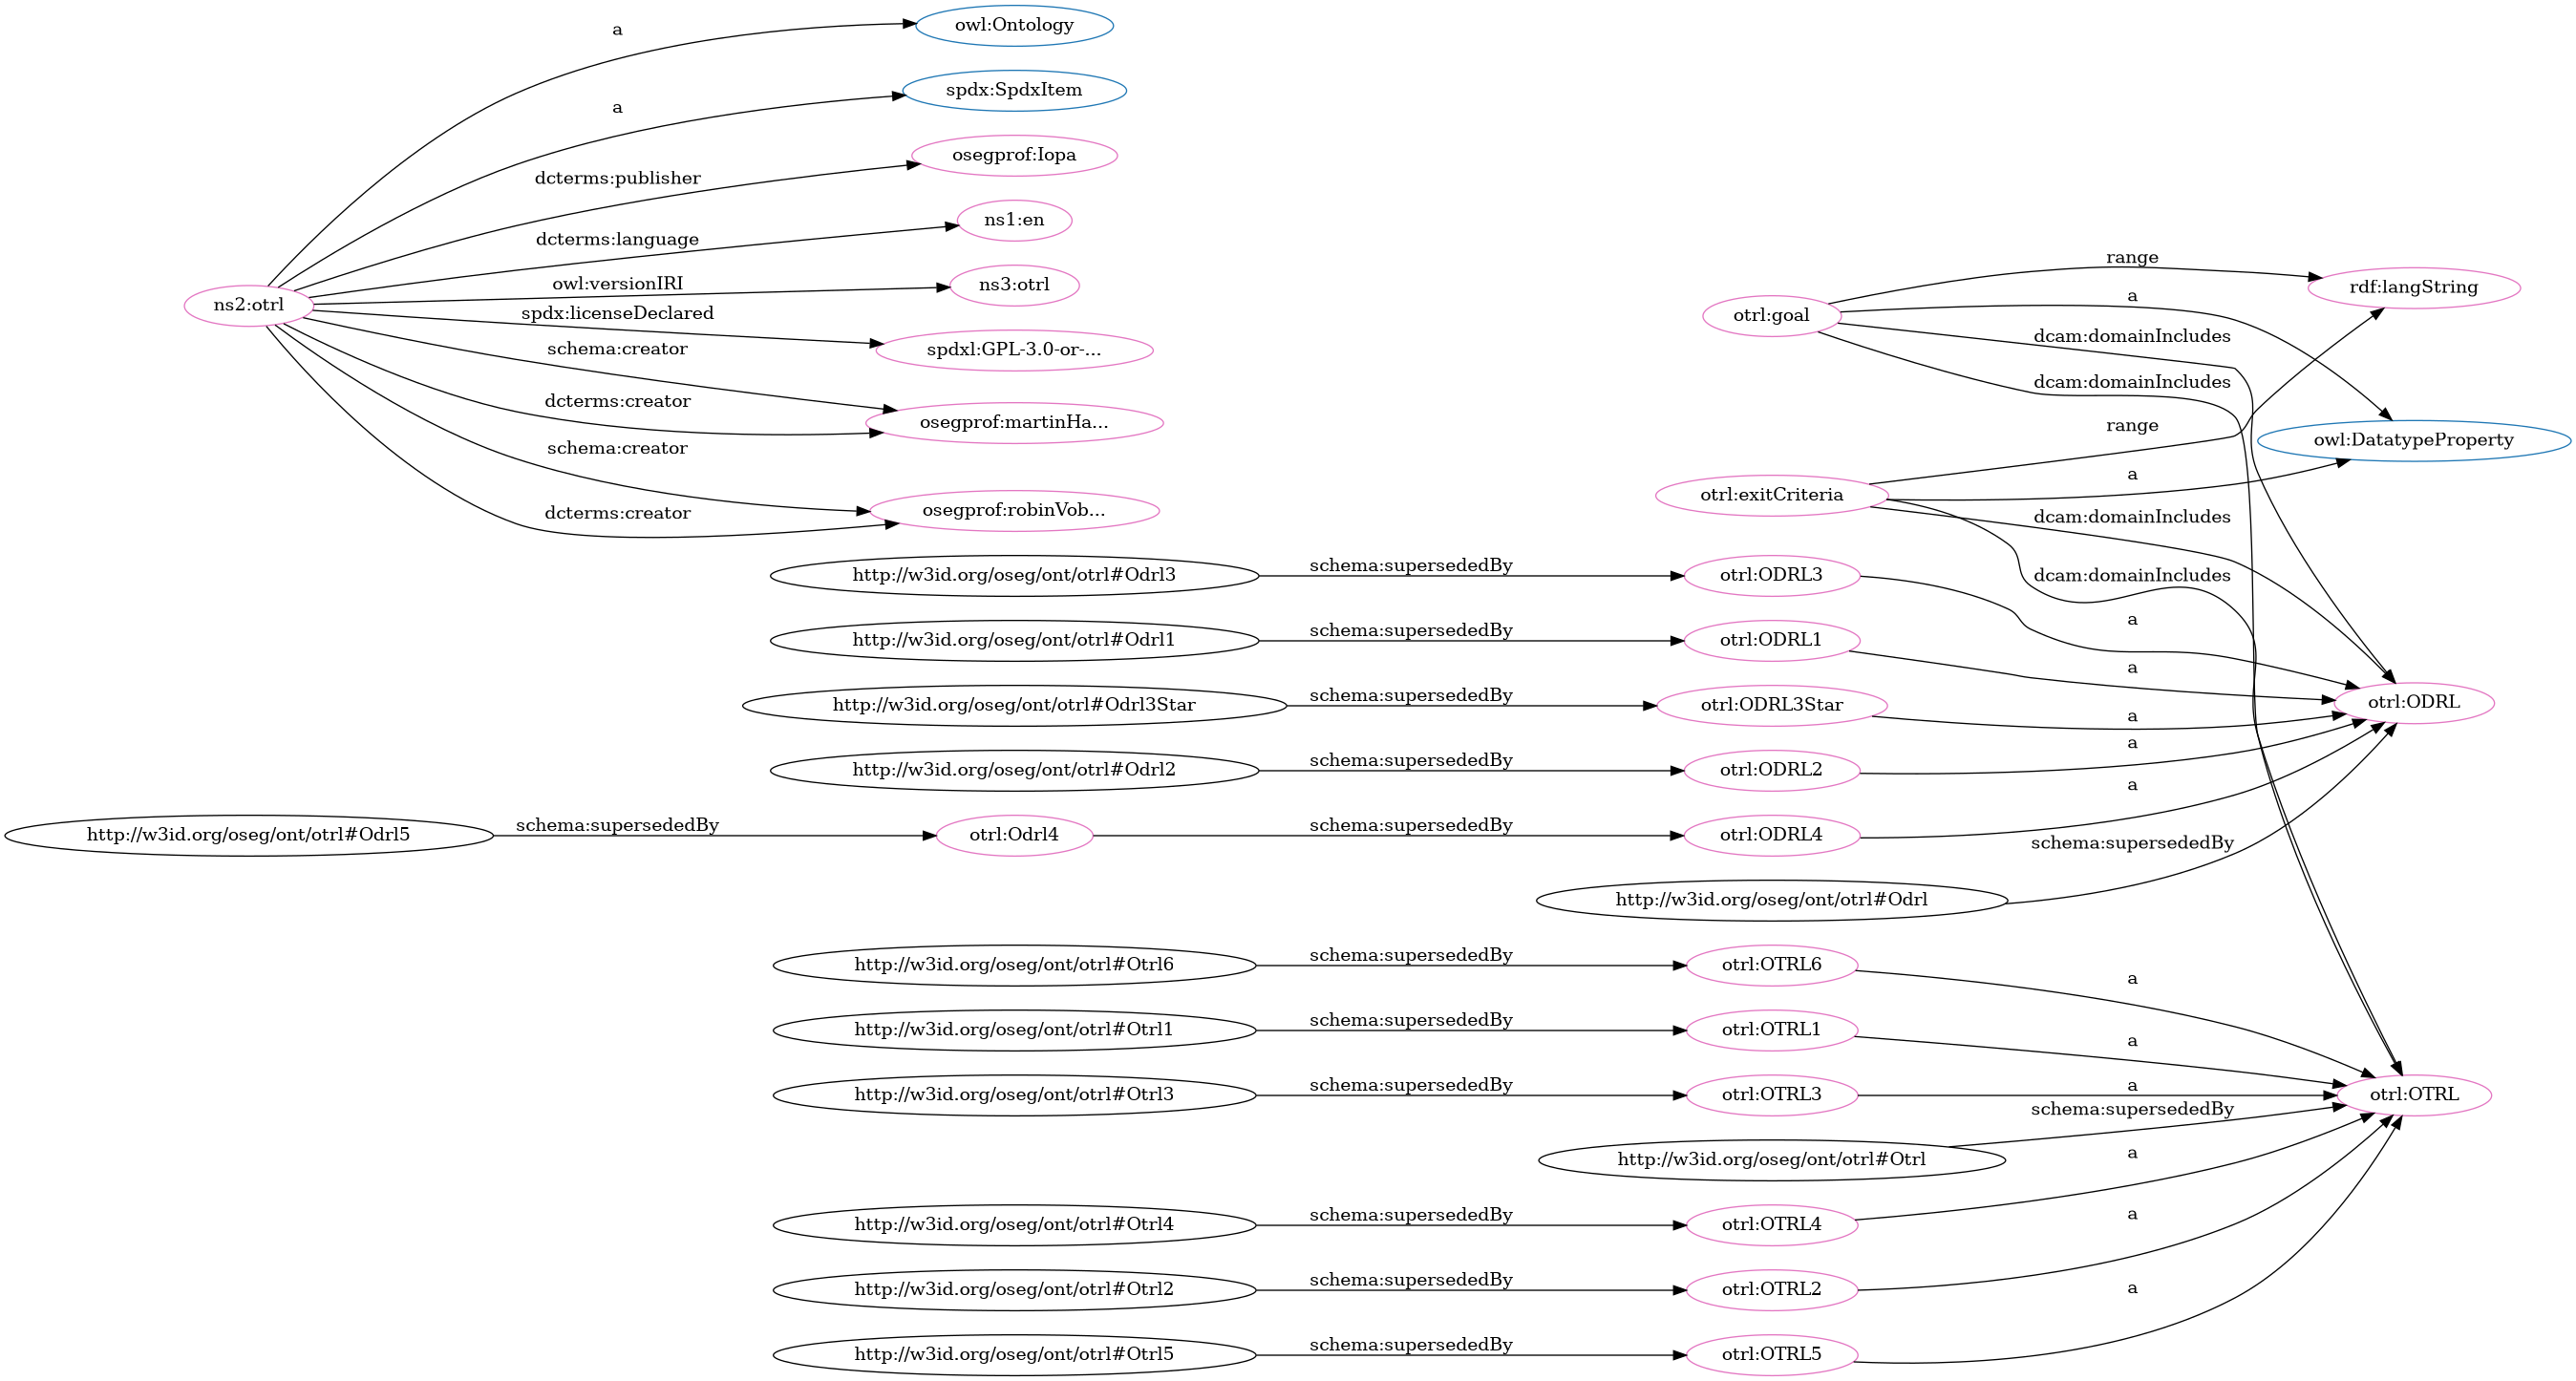 a
owl:Ontology
a
spdx:SpdxItem
dcterms:publisher
osegprof:Iopa
dcterms:language
ns1:en
ns2:otrl
owl:versionIRI
ns3:otrl
spdx:licenseDeclared
spdxl:GPL-3.0-or-...
schema:creator
dcterms:creator
osegprof:martinHa...
schema:creator
dcterms:creator
osegprof:robinVob...
otrl:goal
range
rdf:langString
a
dcam:domainIncludes
dcam:domainIncludes
range
owl:DatatypeProperty
otrl:exitCriteria
a
dcam:domainIncludes
dcam:domainIncludes
http://w3id.org/oseg/ont/otrl#Odrl3
schema:supersededBy
otrl:ODRL3
a
http://w3id.org/oseg/ont/otrl#Odrl1
schema:supersededBy
otrl:ODRL1
a
http://w3id.org/oseg/ont/otrl#Odrl3Star
schema:supersededBy
otrl:ODRL3Star
a
otrl:ODRL
http://w3id.org/oseg/ont/otrl#Odrl2
schema:supersededBy
otrl:ODRL2
a
http://w3id.org/oseg/ont/otrl#Odrl5
schema:supersededBy
otrl:Odrl4
schema:supersededBy
otrl:ODRL4
a
http://w3id.org/oseg/ont/otrl#Odrl
schema:supersededBy
http://w3id.org/oseg/ont/otrl#Otrl6
schema:supersededBy
otrl:OTRL6
a
http://w3id.org/oseg/ont/otrl#Otrl1
schema:supersededBy
otrl:OTRL1
a
http://w3id.org/oseg/ont/otrl#Otrl3
schema:supersededBy
otrl:OTRL3
a
otrl:OTRL
http://w3id.org/oseg/ont/otrl#Otrl
schema:supersededBy
http://w3id.org/oseg/ont/otrl#Otrl4
schema:supersededBy
otrl:OTRL4
a
http://w3id.org/oseg/ont/otrl#Otrl2
schema:supersededBy
otrl:OTRL2
a
http://w3id.org/oseg/ont/otrl#Otrl5
schema:supersededBy
otrl:OTRL5
a